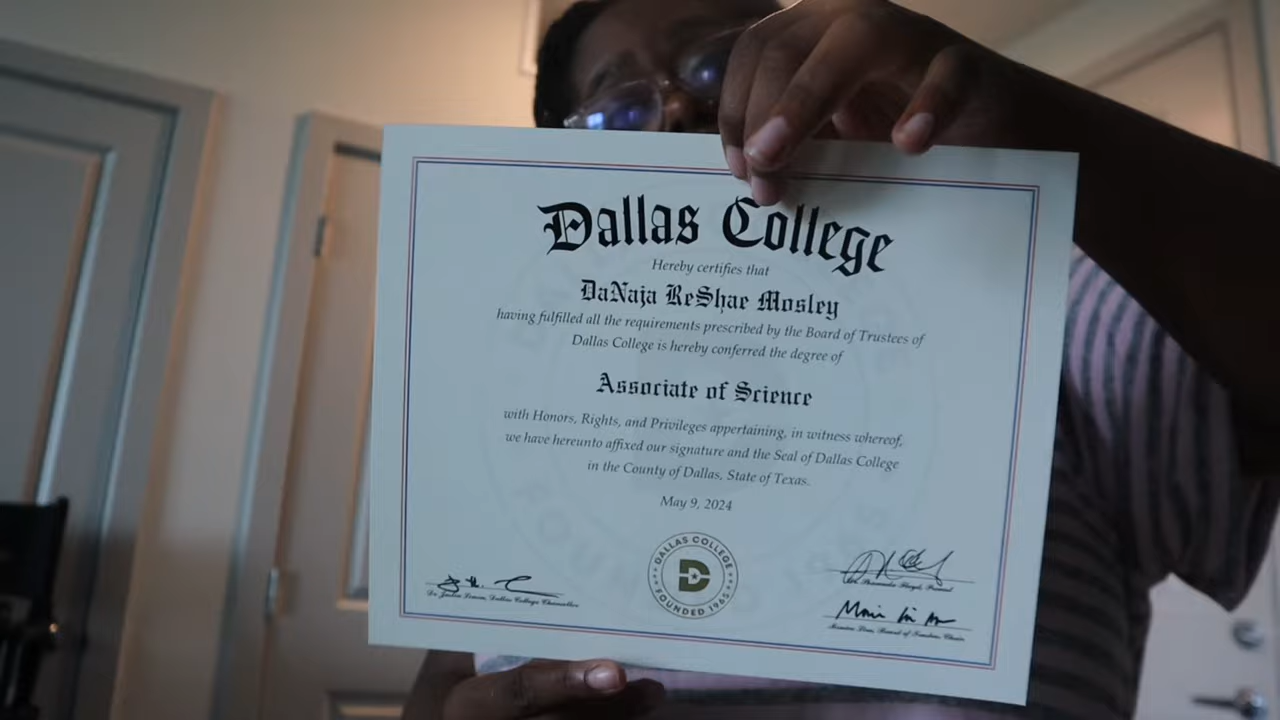 Dallas College
Hereby certifies that
DaNaja ReShae Mosley
having fulfilled all the requirements prescribed by the Board of Trustees of
Dallas College is hereby conferred the degree of
Associate of Science
with Honors, Rights, and Privileges appertaining, in witness whereof,
we have hereunto affixed our signature and the Seal of Dallas College
in the County of Dallas, State of Texas.
May 9, 2024
DALLAS COLLEGE
D
FOUNDED 1965
Dallas College Chancellor